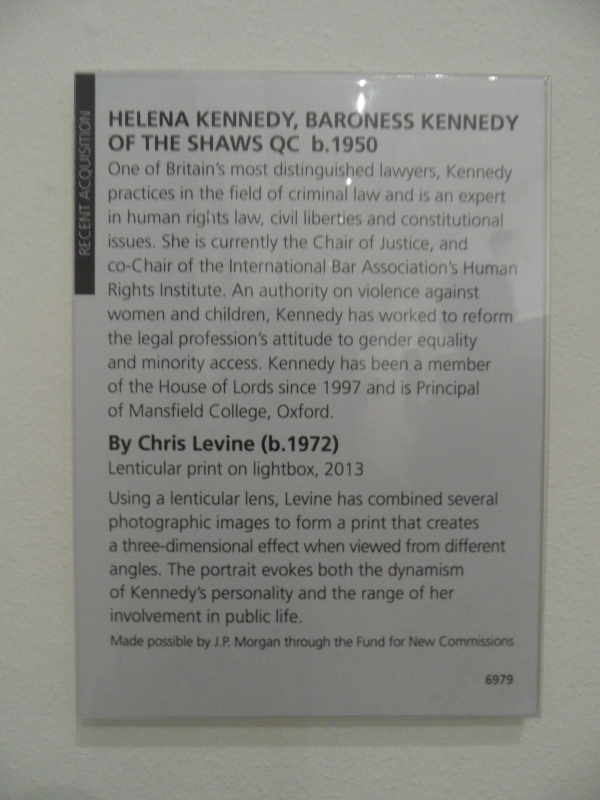 RECENT ACQUISITION
HELENA KENNEDY, BARONESS KENNEDY
OF THE SHAWS QC b.1950
One of Britain's most distinguished lawyers, Kennedy
practices in the field of criminal law and is an expert
in human rights law, civil liberties and constitutional
issues. She is currently the Chair of Justice, and
co-Chair of the International Bar Association's Human
Rights Institute. An authority on violence against
women and children, Kennedy has worked to reform
the legal profession's attitude to gender equality
and minority access. Kennedy has been a member
of the House of Lords since 1997 and is Principal
of Mansfield College, Oxford.
By Chris Levine (b.1972)
Lenticular print on lightbox, 2013
Using a lenticular lens, Levine has combined several
photographic images to form a print that creates
a three-dimensional effect when viewed from different
angles. The portrait evokes both the dynamism
of Kennedy's personality and the range of her
involvement in public life.
Made possible by J.P. Morgan through the Fund for New Commissions
6979